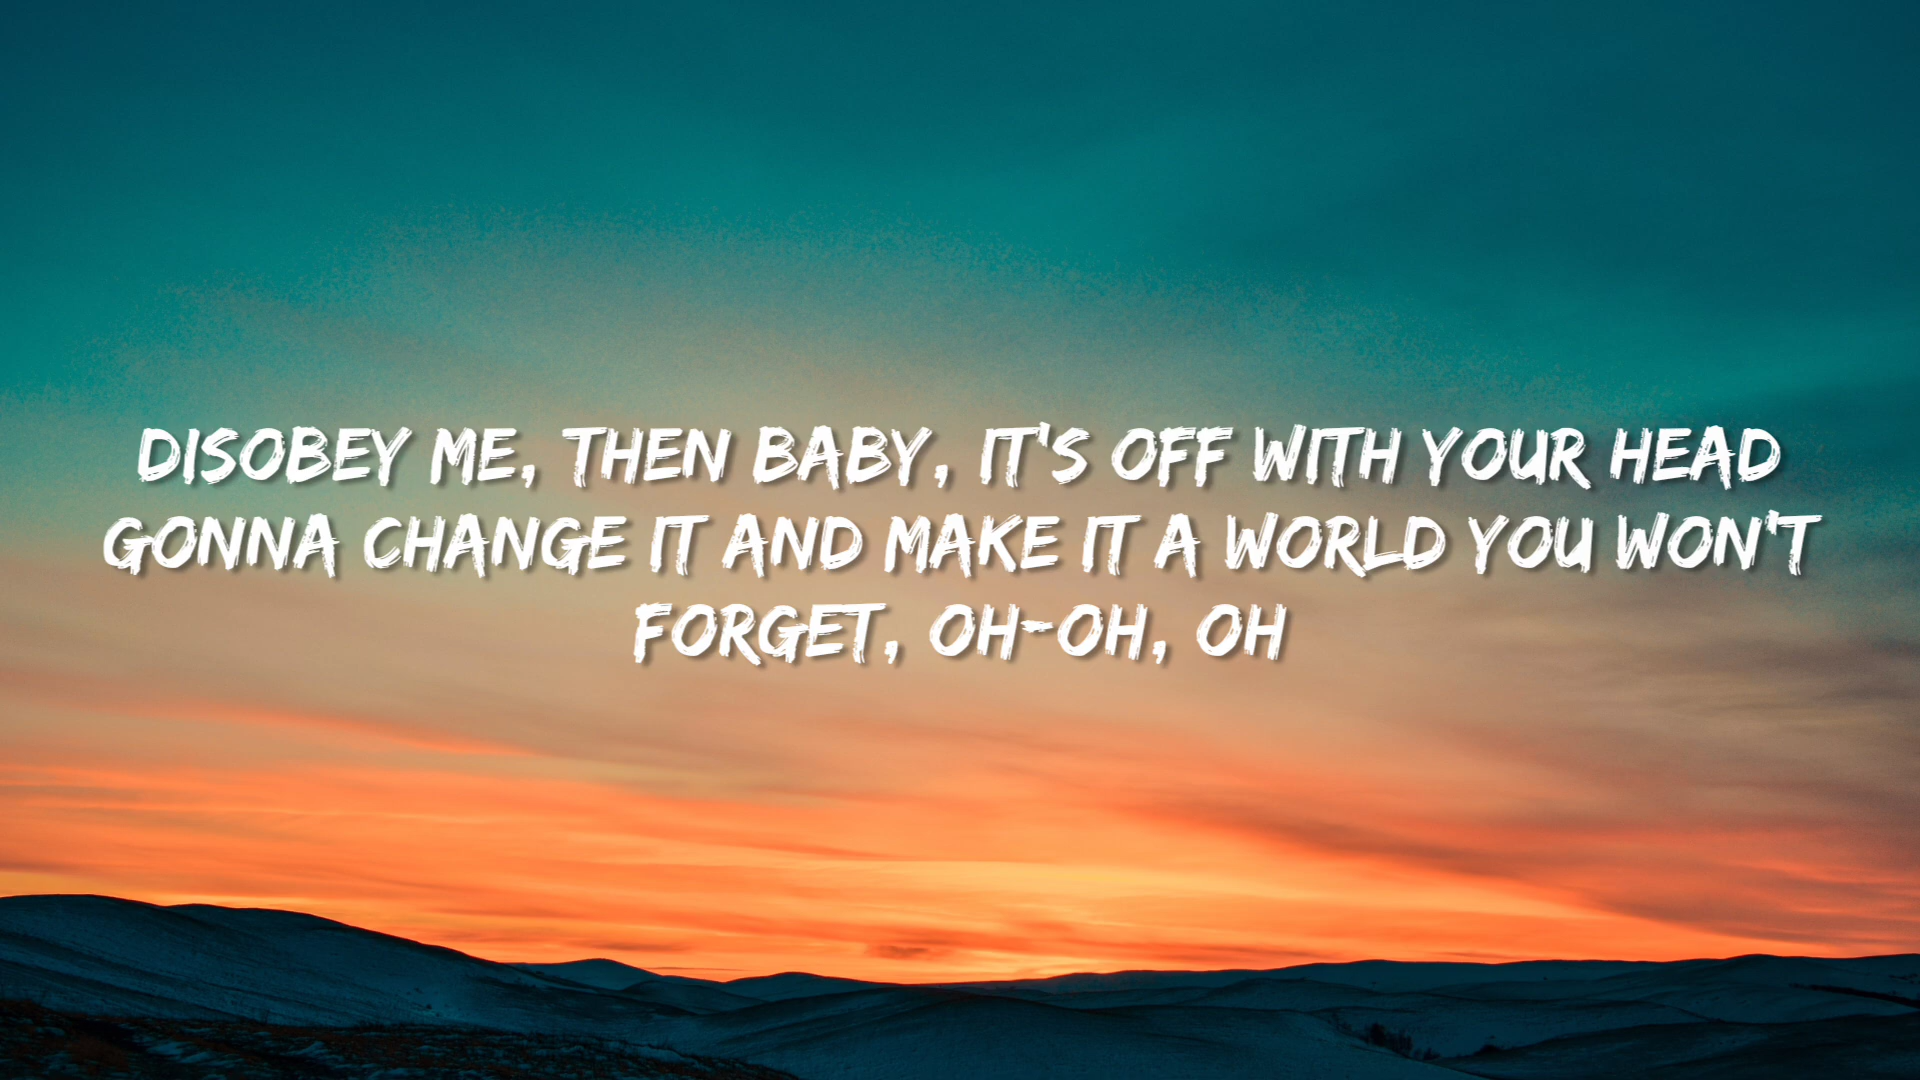 DISOBEY ME, THEN BABY, IT'S OFF WITH YOUR HEAD
GONNA CHANGE IT AND MAKE IT A WORLD YOU WON'T
FORGET, OH-OH, OH